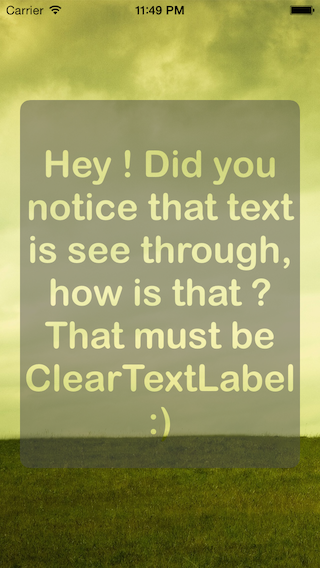 Carrier 11:49 PM
Hey ! Did you
notice that text
is see through,
how is that ?
That must be
ClearTextLabel
:)